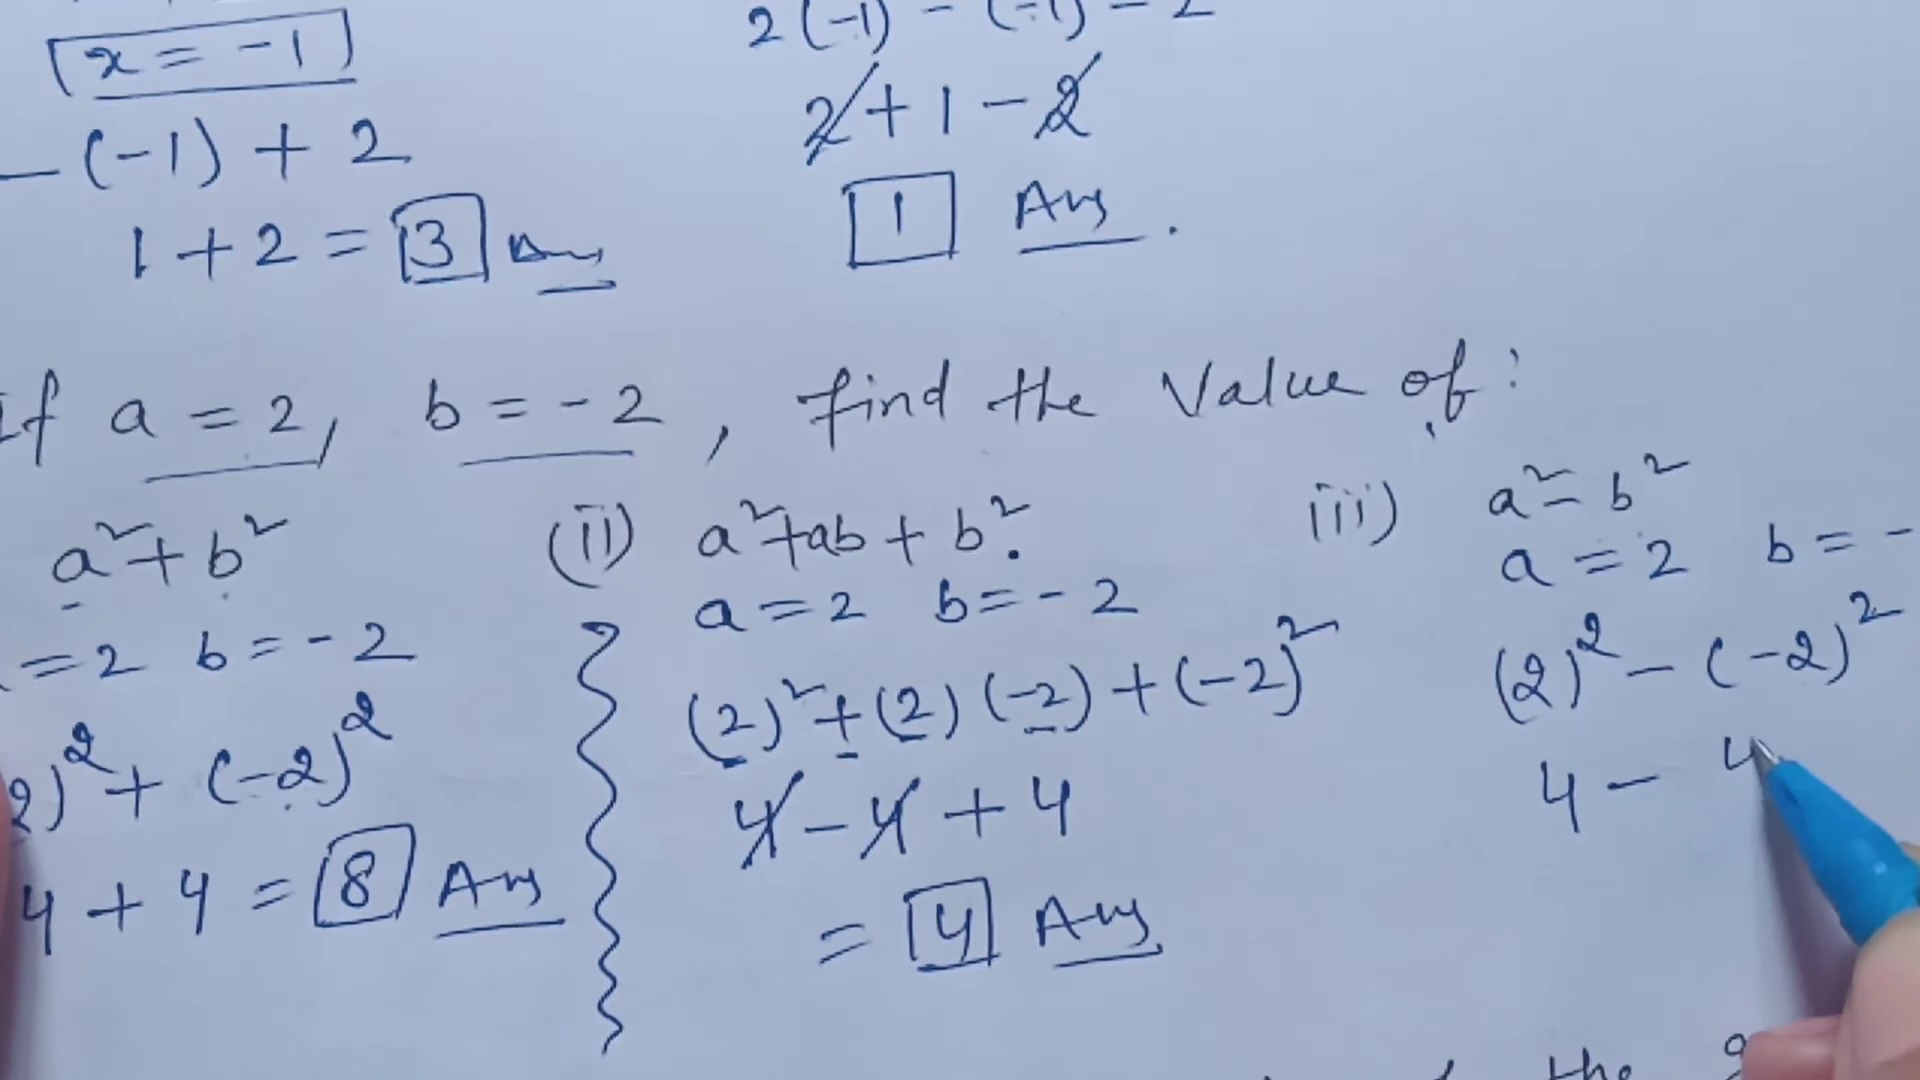 x = -1
- (-1) + 2
1 + 2 = 3 Ans
2 (-1) - (-1) - 2
2 + 1 - 2
1 Ans.
If a = 2, b = -2, find the value of:
a² + b²
= 2 b = -2
2)² + (-2)²
4 + 4 = 8 Ans
(ii) a² + ab + b².
a = 2 b = -2
(2)² + (2) (-2) + (-2)²
4 - 4 + 4
= 4 Ans
iii) a² - b²
a = 2 b = -
(2)² - (-2)²
4 - 4
the